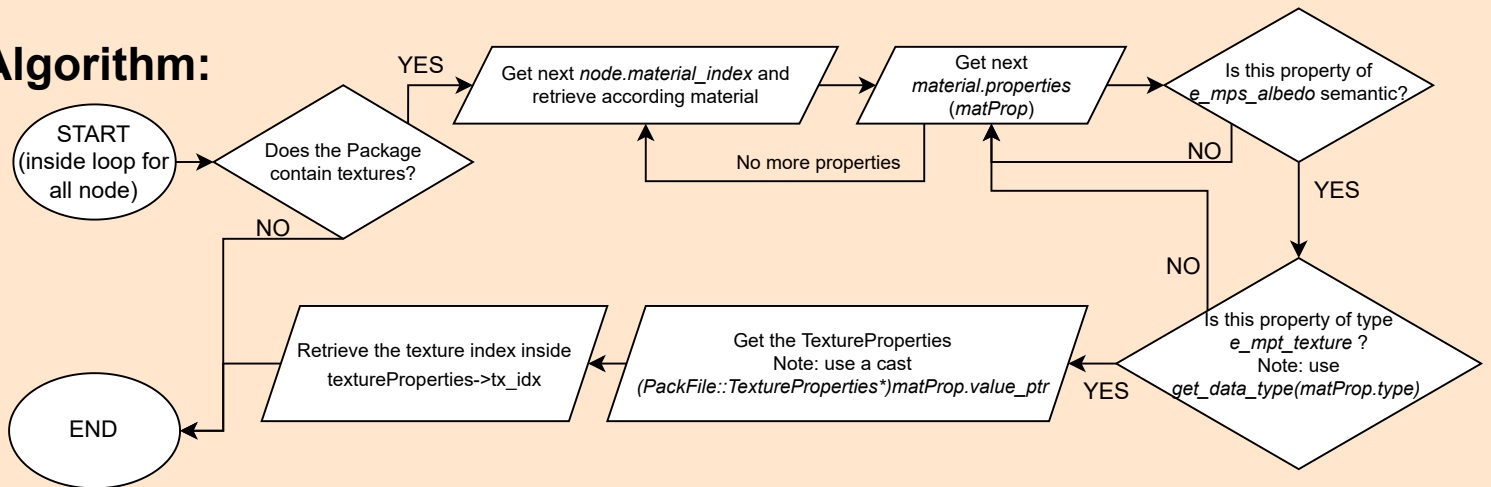 Algorithm:
START
(inside loop for
all node)
Does the Package
contain textures?
YES
NO
Get next node.material_index and
retrieve according material
Get next
material.properties
(matProp)
No more properties
Is this property of
e_mps_albedo semantic?
NO
YES
Is this property of type
e_mpt_texture ?
Note: use
get_data_type(matProp.type)
NO
YES
Get the TextureProperties
Note: use a cast
(PackFile::TextureProperties*)matProp.value_ptr
Retrieve the texture index inside
textureProperties->tx_idx
END